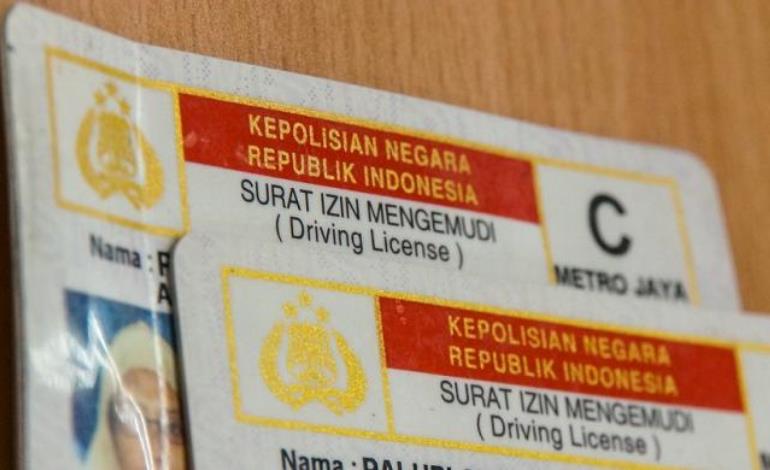 KEPOLISIAN NEGARA
REPUBLIK INDONESIA
SURAT IZIN MENGEMUDI
( Driving License )
C
METRO JAYA
Nama :
KEPOLISIAN NEGARA
REPUBLIK INDONESIA
SURAT IZIN MENGEMUDI
( Driving License )
Nama :